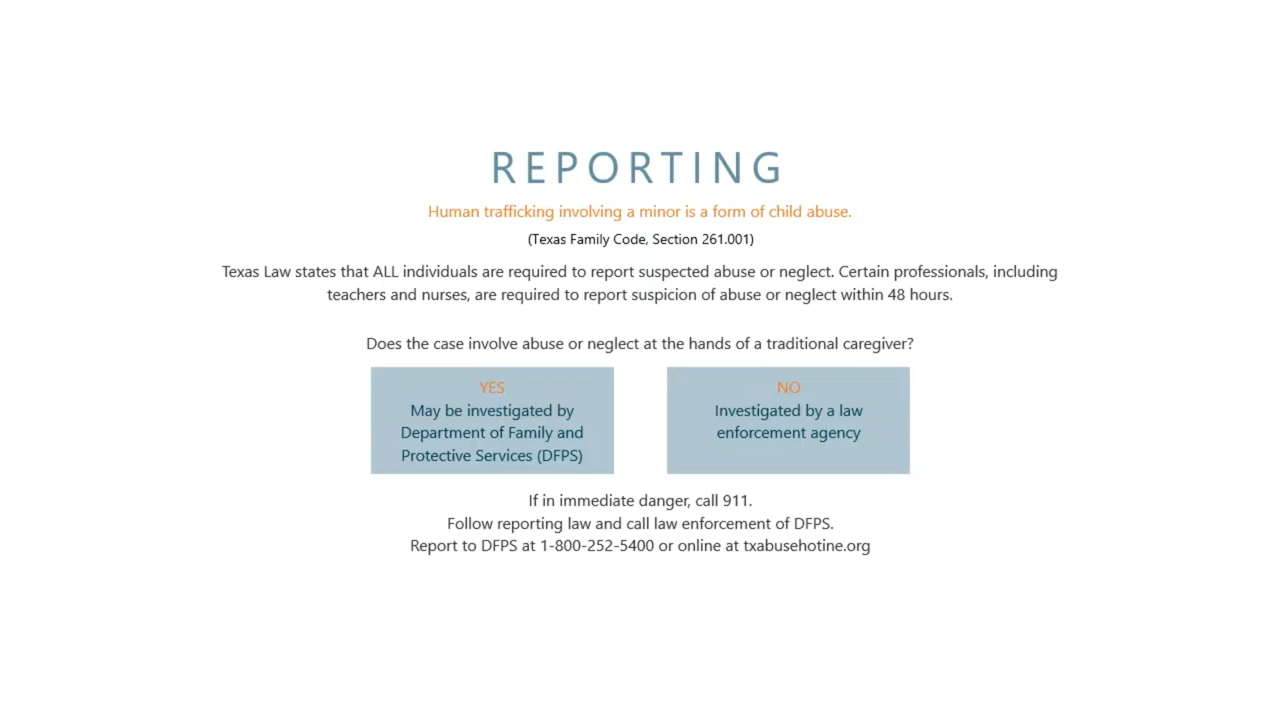 REPORTING
Human trafficking involving a minor is a form of child abuse.
(Texas Family Code, Section 261.001)
Texas Law states that ALL individuals are required to report suspected abuse or neglect. Certain professionals, including
teachers and nurses, are required to report suspicion of abuse or neglect within 48 hours.
Does the case involve abuse or neglect at the hands of a traditional caregiver?
YES
May be investigated by
Department of Family and
Protective Services (DFPS)
NO
Investigated by a law
enforcement agency
If in immediate danger, call 911.
Follow reporting law and call law enforcement of DFPS.
Report to DFPS at 1-800-252-5400 or online at txabusehotine.org